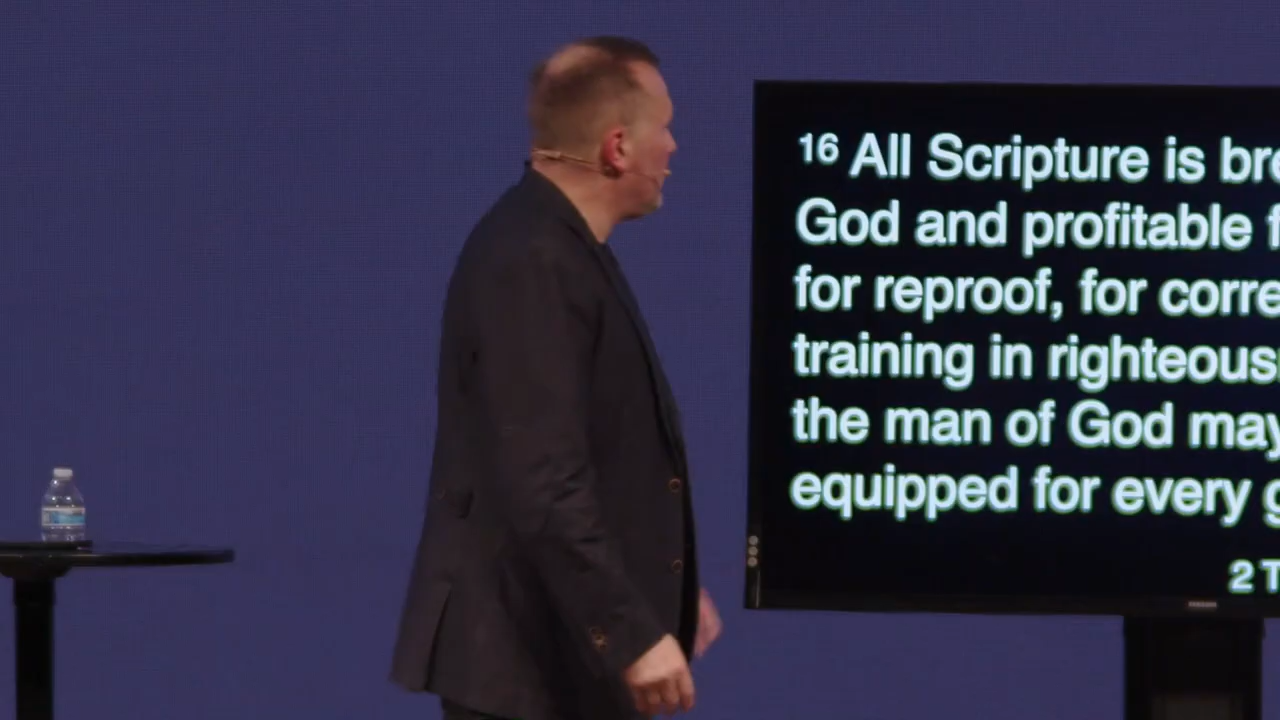 16 All Scripture is bre
God and profitable f
for reproof, for corre
training in righteous
the man of God may
equipped for every g
2 T
SAMSUNG